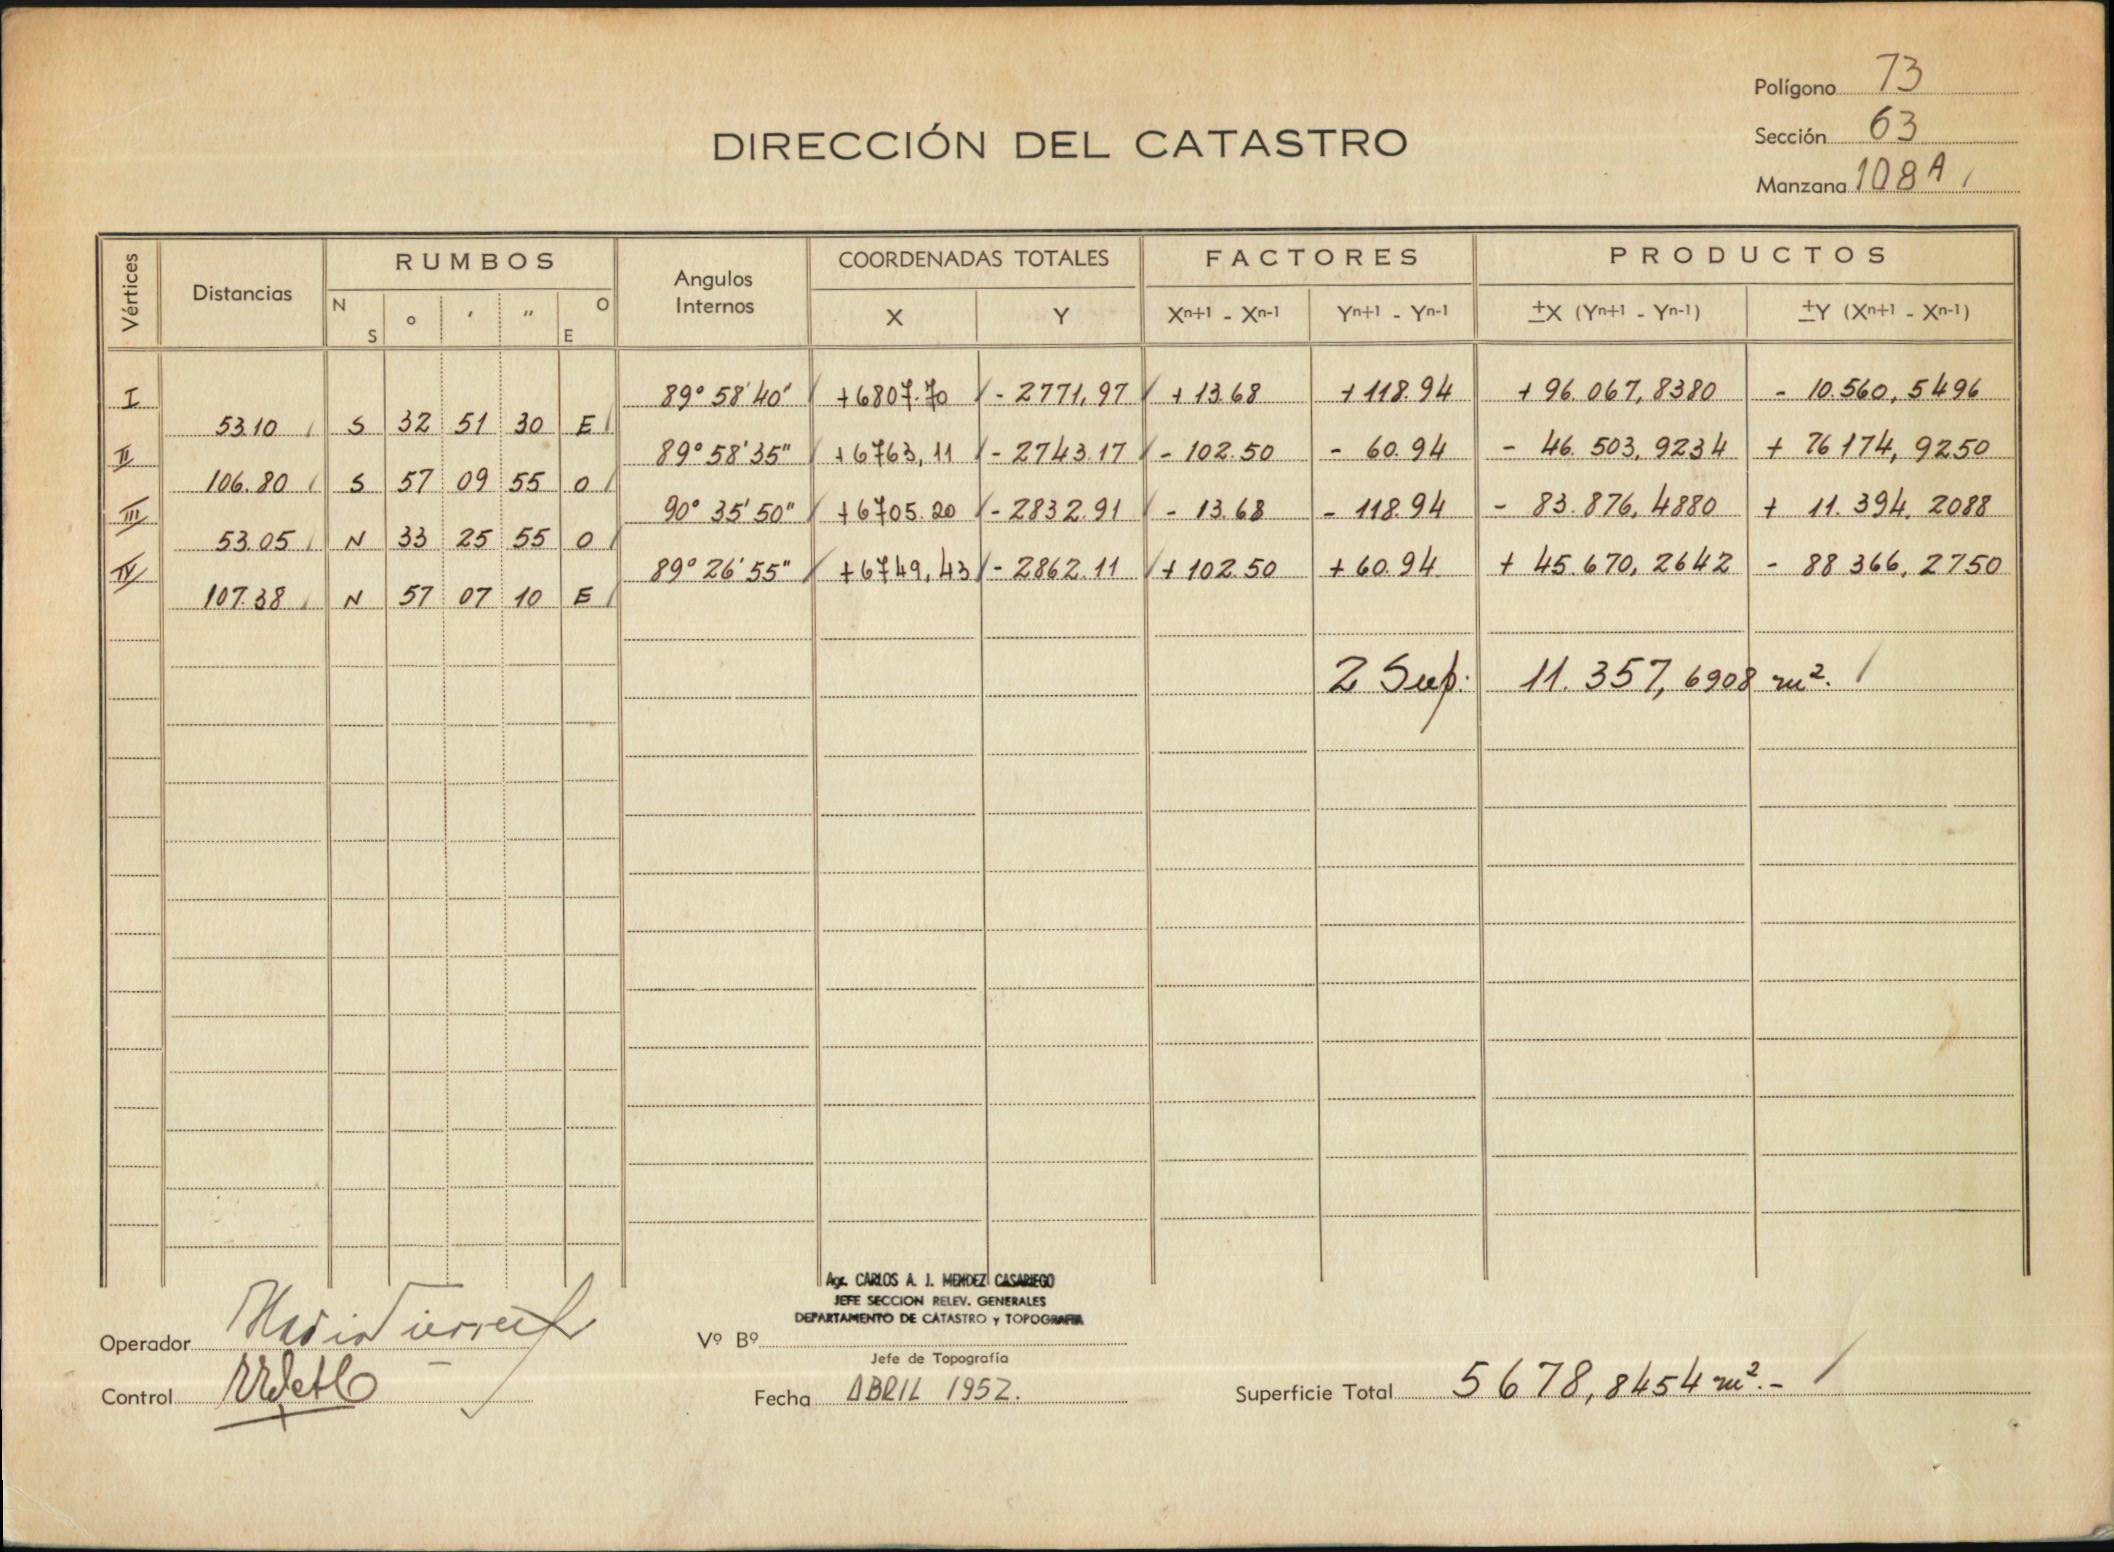 Polígono 73
Sección 63
Manzana 108 A
DIRECCIÓN DEL CATASTRO
Vértices Distancias RUMBOS Angulos Internos COORDENADAS TOTALES FACTORES PRODUCTOS
N S ° ' " O E X Y Xn+1 - Xn-1 Yn+1 - Yn-1 ±X (Yn+1 - Yn-1) ±Y (Xn+1 - Xn-1)
I 89° 58' 40" +6807.70 - 2771,97 + 13.68 + 118.94 + 96.067,8380 - 10.560,5496
53.10 S 32 51 30 E
II 89° 58' 35" +6763,11 - 2743.17 - 102.50 - 60.94 - 46.503,9234 + 76174,9250
106.80 S 57 09 55 O
III 90° 35' 50" +6705.20 - 2832.91 - 13.68 - 118.94 - 83.876,4880 + 11.394,2088
53.05 N 33 25 55 O
IV 89° 26' 55" +6749,43 - 2862.11 + 102.50 + 60.94 + 45.670,2642 - 88366,2750
107.38 N 57 07 10 E
2 Sup: 11.357,6908 m².
Agr. CARLOS A. J. MENDEZ CASARIEGO
JEFE SECCION RELEV. GENERALES
DEPARTAMENTO DE CATASTRO y TOPOGRAFIA
Operador
Vº Bº
Jefe de Topografía
Control
Fecha ABRIL 1952.
Superficie Total 5678,8454 m².-